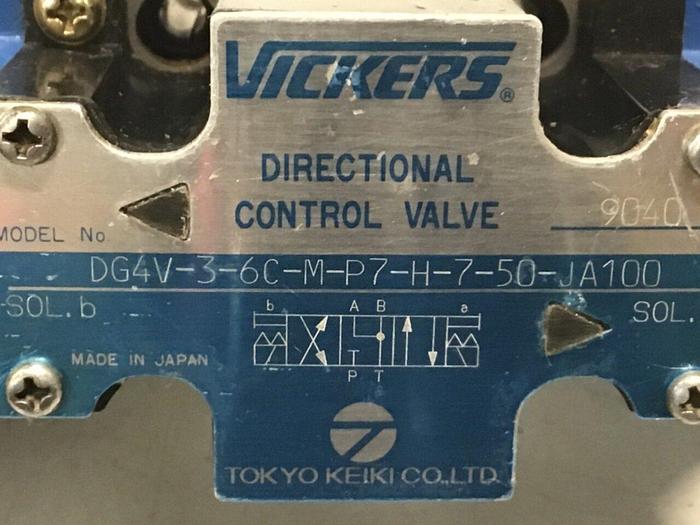 VICKERS®
DIRECTIONAL
CONTROL VALVE
9040
MODEL No
DG4V-3-6C-M-P7-H-7-50-JA100
SOL. b
SOL.
b A B a
T
P T
MADE IN JAPAN
TOKYO KEIKI CO.,LTD.